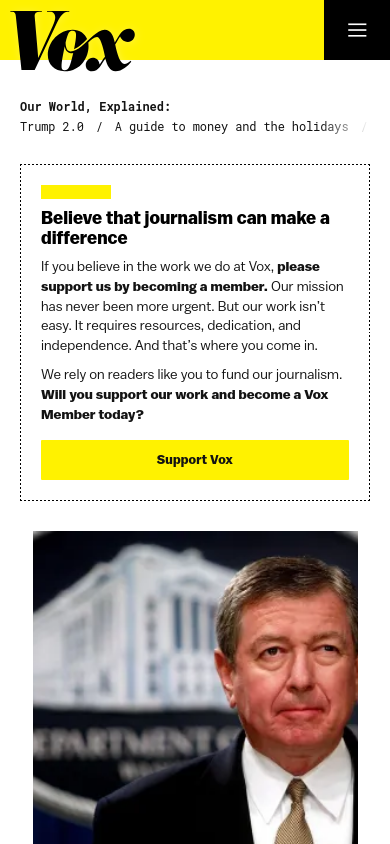 Vox
Our World, Explained:
Trump 2.0 / A guide to money and the holidays /
Believe that journalism can make a
difference
If you believe in the work we do at Vox, please
support us by becoming a member. Our mission
has never been more urgent. But our work isn't
easy. It requires resources, dedication, and
independence. And that's where you come in.
We rely on readers like you to fund our journalism.
Will you support our work and become a Vox
Member today?
Support Vox
EPARTMENT